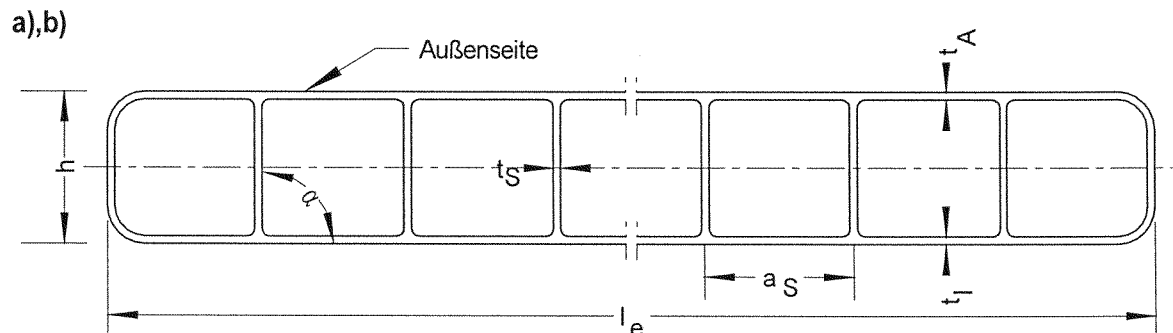 a),b)
Außenseite
t_A
h
t_S
α
a_S
t_I
l_e